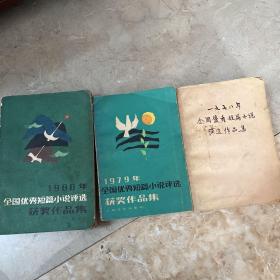 1980年
全国优秀短篇小说评选
获奖作品集
1979年
全国优秀短篇小说评选
获奖作品集
一九七八年
全国优秀短篇小说
作品集